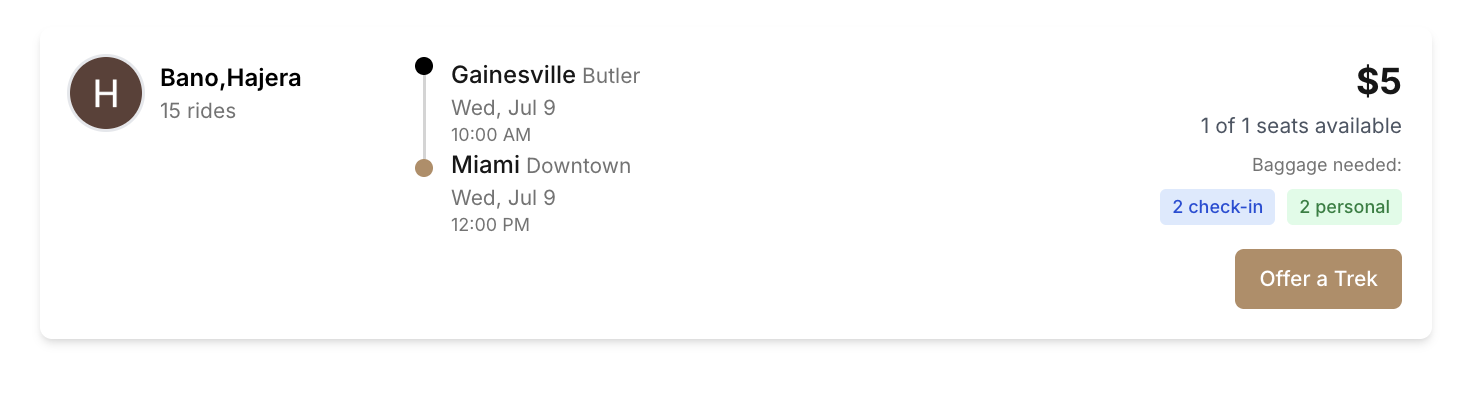 H
Bano,Hajera
15 rides
Gainesville Butler
Wed, Jul 9
10:00 AM
Miami Downtown
Wed, Jul 9
12:00 PM
$5
1 of 1 seats available
Baggage needed:
2 check-in 2 personal
Offer a Trek